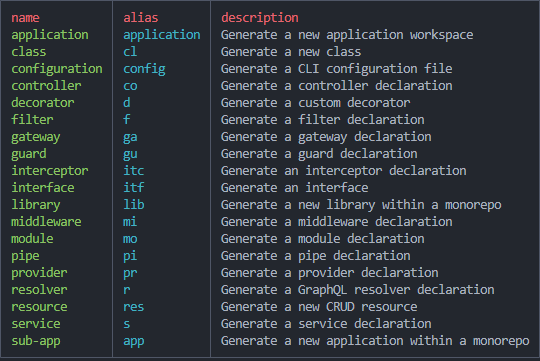 name alias description
application application Generate a new application workspace
class cl Generate a new class
configuration config Generate a CLI configuration file
controller co Generate a controller declaration
decorator d Generate a custom decorator
filter f Generate a filter declaration
gateway ga Generate a gateway declaration
guard gu Generate a guard declaration
interceptor itc Generate an interceptor declaration
interface itf Generate an interface
library lib Generate a new library within a monorepo
middleware mi Generate a middleware declaration
module mo Generate a module declaration
pipe pi Generate a pipe declaration
provider pr Generate a provider declaration
resolver r Generate a GraphQL resolver declaration
resource res Generate a new CRUD resource
service s Generate a service declaration
sub-app app Generate a new application within a monorepo